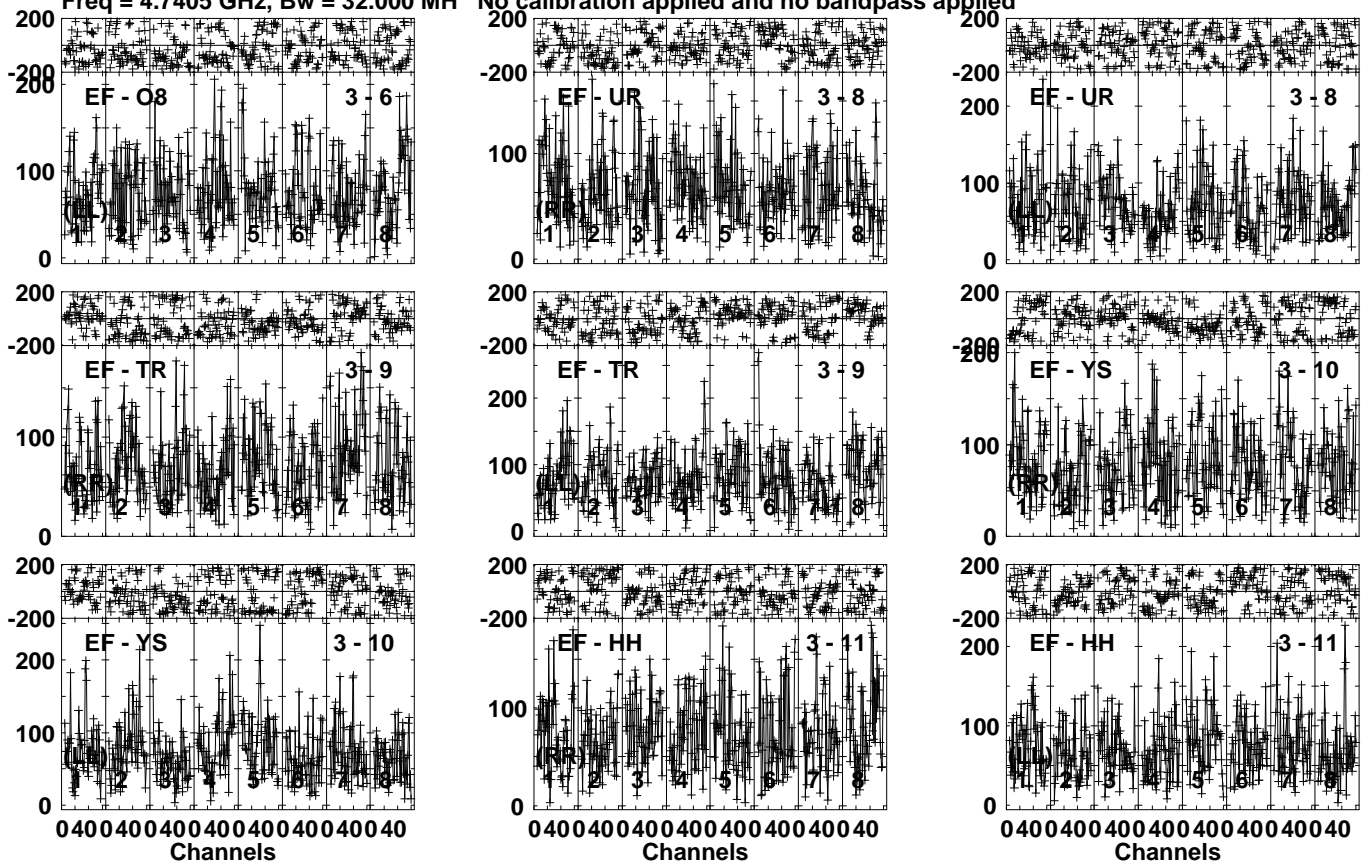 Freq = 4.7405 GHz, Bw = 32.000 MH No calibration applied and no bandpass applied
200
-200
200
100
0
EF - O8 3 - 6
(LL)
1 2 3 4 5 6 7 8
200
-200
100
0
EF - UR 3 - 8
(RR)
1 2 3 4 5 6 7 8
200
-200
200
100
0
EF - UR 3 - 8
(LL)
1 2 3 4 5 6 7 8
200
-200
100
0
EF - TR 3 - 9
(RR)
1 2 3 4 5 6 7 8
200
-200
200
100
0
EF - TR 3 - 9
(LL)
1 2 3 4 5 6 7 8
200
-200
200
100
0
EF - YS 3 - 10
(RR)
1 2 3 4 5 6 7 8
200
-200
200
100
0
EF - YS 3 - 10
(LL)
1 2 3 4 5 6 7 8
0 40 0 40 0 40 0 40 0 40 0 40 0 40 0 40
Channels
200
-200
100
0
EF - HH 3 - 11
(RR)
1 2 3 4 5 6 7 8
0 40 0 40 0 40 0 40 0 40 0 40 0 40 0 40
Channels
200
-200
200
100
0
EF - HH 3 - 11
(LL)
1 2 3 4 5 6 7 8
0 40 0 40 0 40 0 40 0 40 0 40 0 40 0 40
Channels